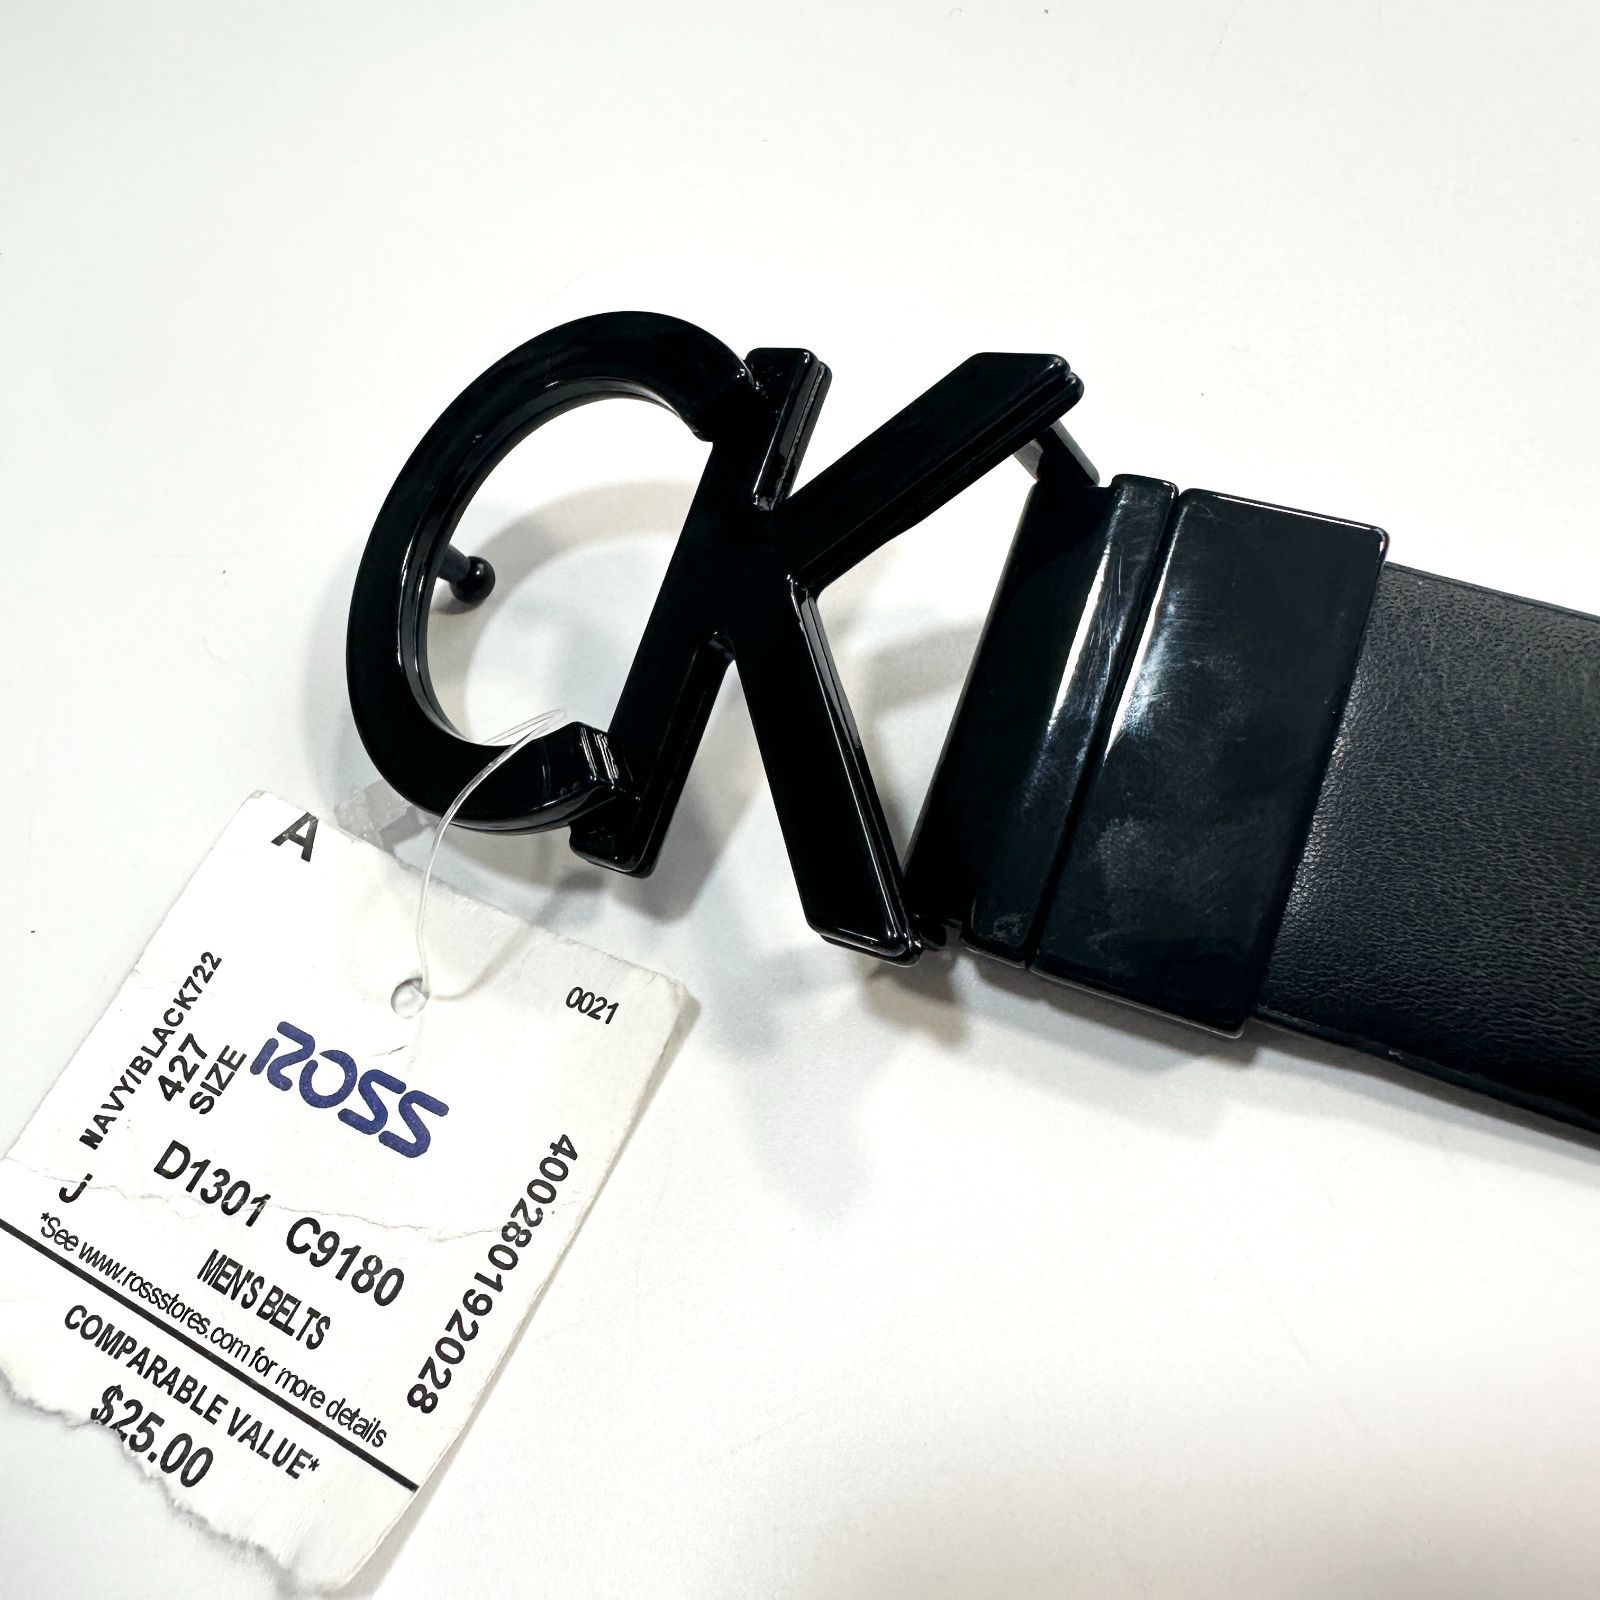 CK
A
0021
NAVY/BLACK722
427
SIZE
ROSS
400280192028
D1301 C9180
J
MEN'S BELTS
*See www.rossstores.com for more details
COMPARABLE VALUE*
$25.00